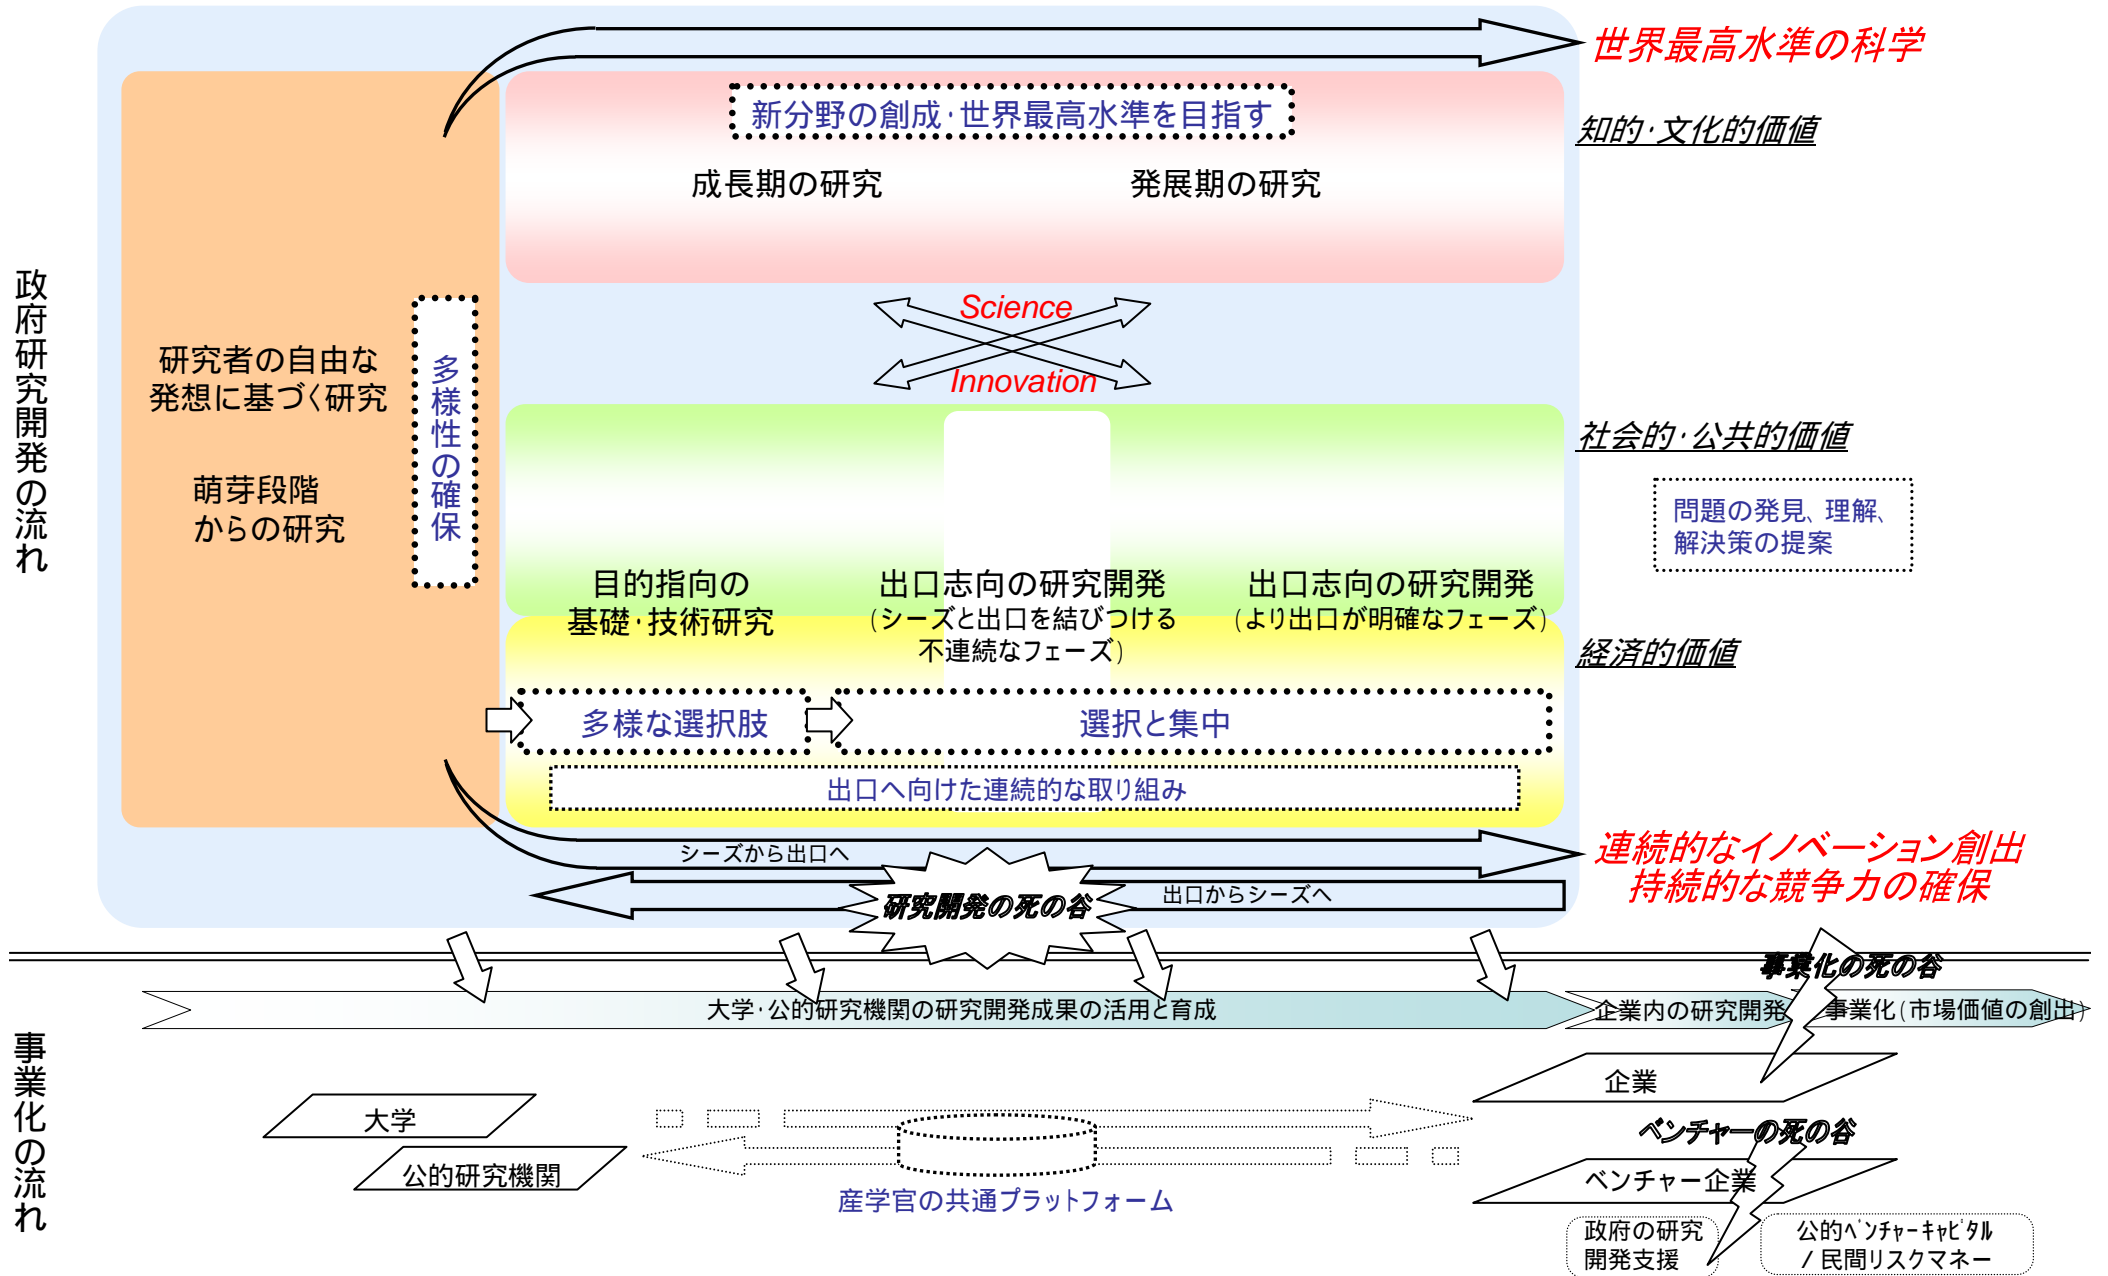 世界最高水準の科学
新分野の創成・世界最高水準を目指す
知的・文化的価値
成長期の研究
発展期の研究
政府研究開発の流れ
Science
Innovation
研究者の自由な
発想に基づく研究
多様性の確保
萌芽段階
からの研究
社会的・公共的価値
問題の発見、理解、
解決策の提案
目的指向の
基礎・技術研究
出口志向の研究開発
(シーズと出口を結びつける
不連続なフェーズ)
出口志向の研究開発
(より出口が明確なフェーズ)
経済的価値
多様な選択肢
選択と集中
出口へ向けた連続的な取り組み
シーズから出口へ
連続的なイノベーション創出
持続的な競争力の確保
研究開発の死の谷
出口からシーズへ
事業化の死の谷
大学・公的研究機関の研究開発成果の活用と育成
企業内の研究開発
事業化(市場価値の創出)
事業化の流れ
企業
大学
ベンチャーの死の谷
公的研究機関
ベンチャー企業
産学官の共通プラットフォーム
政府の研究
開発支援
公的ベンチャーキャピタル
/民間リスクマネー